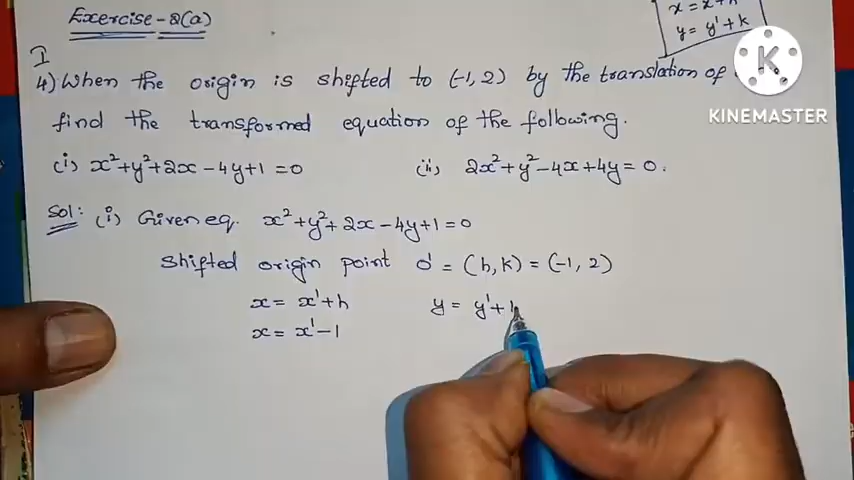 Exercise-8(a)
x = x'+h
y = y'+k
I
4) When the origin is shifted to (-1, 2) by the translation of
find the transformed equation of the following.
(i) x²+y²+2x-4y+1=0 (ii) 2x²+y²-4x+4y=0.
Sol: (i) Given eq. x²+y²+2x-4y+1=0
Shifted origin point o' = (h, k) = (-1, 2)
x = x'+h y = y'+
x = x'-1
K
KINEMASTER